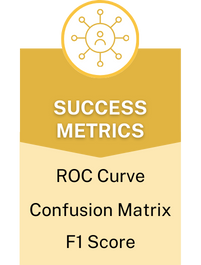 SUCCESS
METRICS
ROC Curve
Confusion Matrix
F1 Score